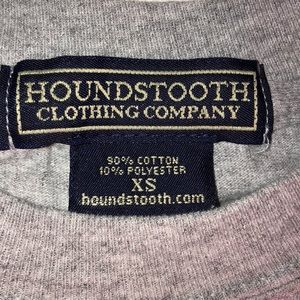 HOUNDSTOOTH
CLOTHING COMPANY
90% COTTON
10% POLYESTER
XS
houndstooth.com